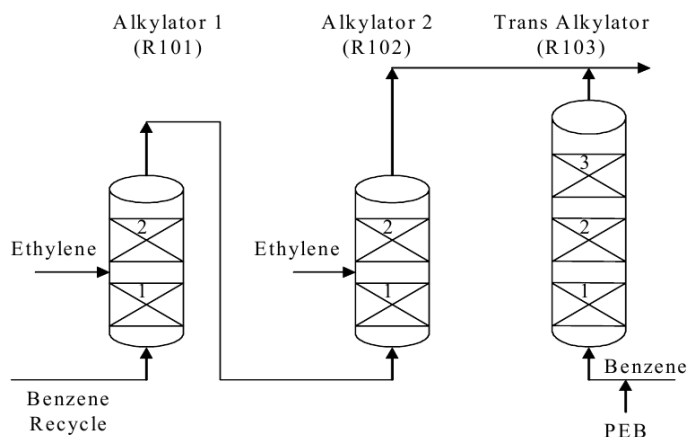 Alkylator 1
(R101)
Alkylator 2
(R102)
Trans Alkylator
(R103)
3
2
2
2
Ethylene
Ethylene
1
1
1
Benzene
Recycle
Benzene
PEB